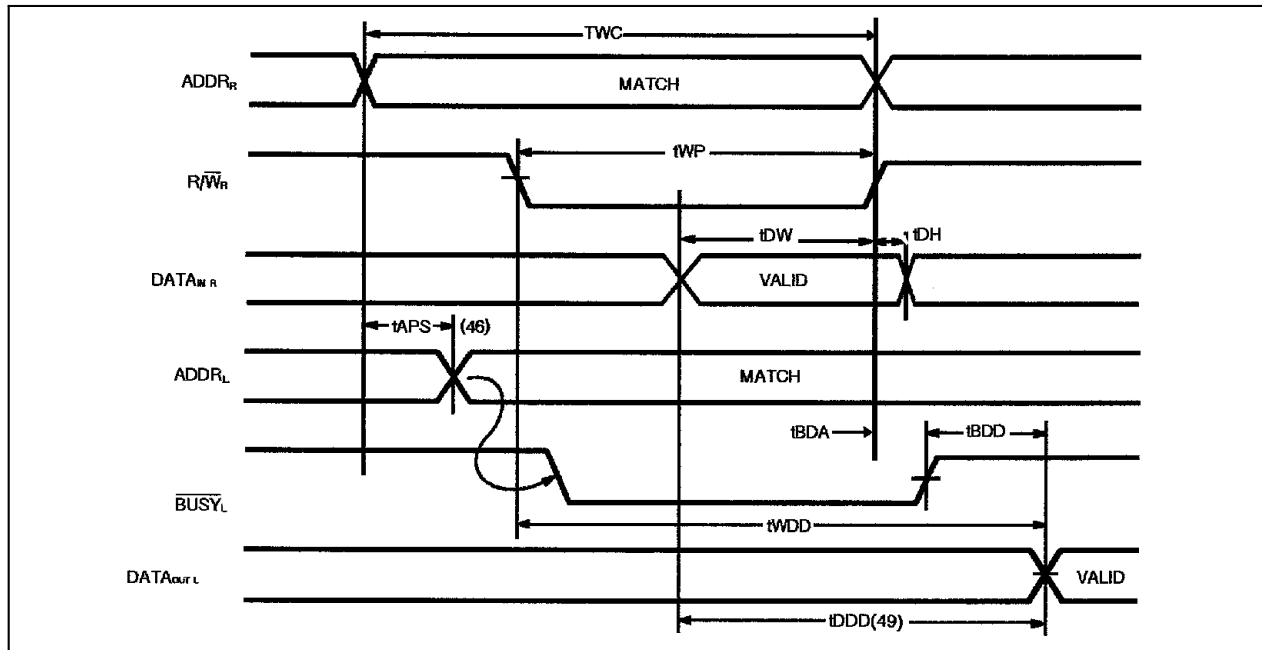 TWC
ADDRR MATCH
tWP
R/W̅R
tDW tDH
DATAIN R VALID
tAPS (46)
ADDRL MATCH
tBDA tBDD
B̅U̅S̅Y̅L
tWDD
DATAOUT L VALID
tDDD(49)